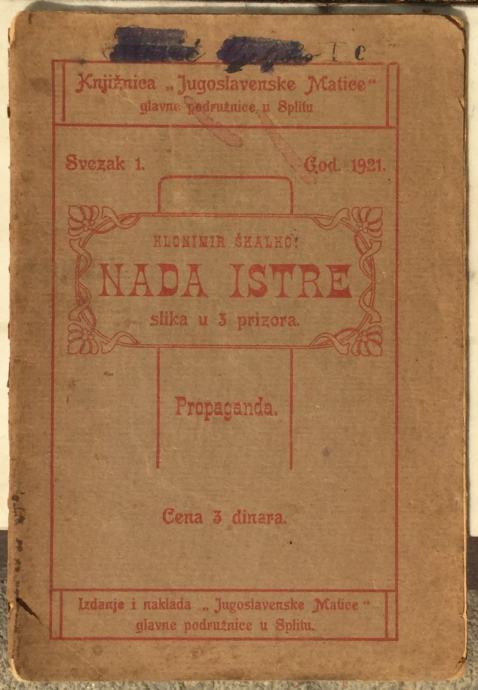 Knjižnica „Jugoslavenske Matice“
glavne podružnice u Splitu
Svezak 1. God. 1921.
KLONIMIR ŠKALKO:
NADA ISTRE
slika u 3 prizora.
Propaganda.
Cena 3 dinara.
Izdanje i naklada „Jugoslavenske Matice“
glavne podružnice u Splitu.